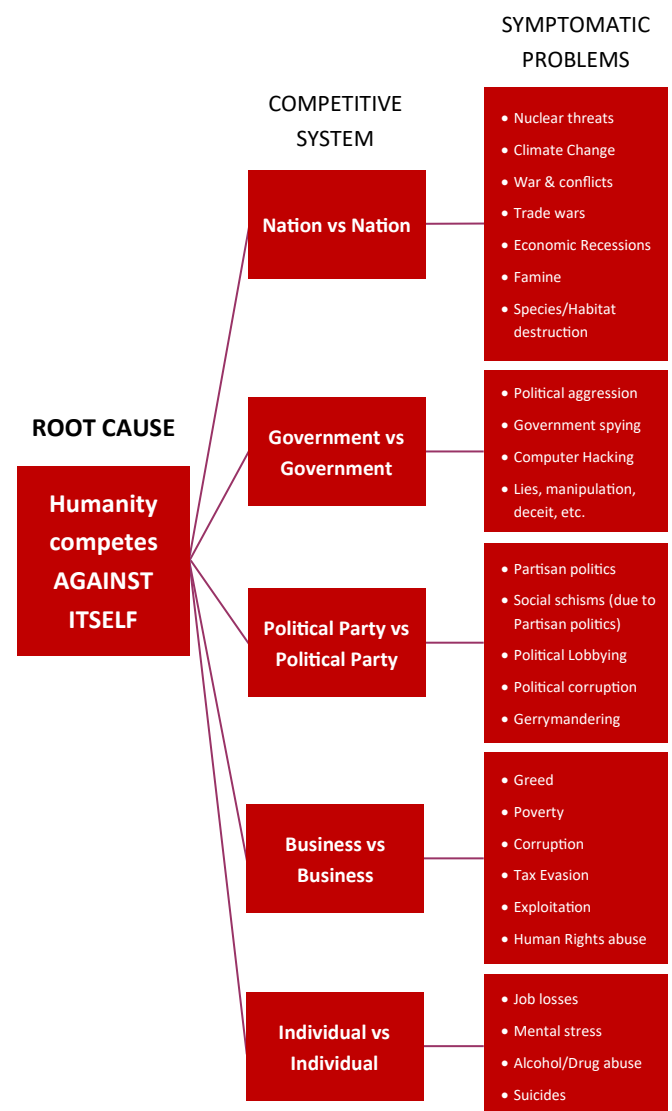 SYMPTOMATIC
PROBLEMS
COMPETITIVE
SYSTEM
ROOT CAUSE
Humanity
competes
AGAINST
ITSELF
Nation vs Nation
• Nuclear threats
• Climate Change
• War & conflicts
• Trade wars
• Economic Recessions
• Famine
• Species/Habitat
destruction
Government vs
Government
• Political aggression
• Government spying
• Computer Hacking
• Lies, manipulation,
deceit, etc.
Political Party vs
Political Party
• Partisan politics
• Social schisms (due to
Partisan politics)
• Political Lobbying
• Political corruption
• Gerrymandering
Business vs
Business
• Greed
• Poverty
• Corruption
• Tax Evasion
• Exploitation
• Human Rights abuse
Individual vs
Individual
• Job losses
• Mental stress
• Alcohol/Drug abuse
• Suicides